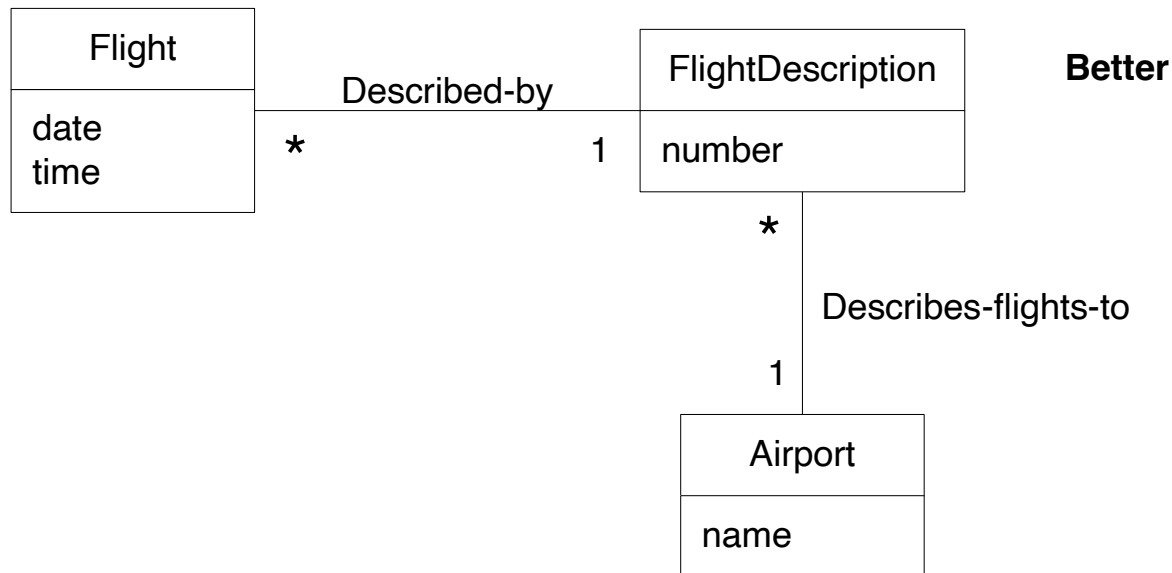 Flight
date
time
Described-by
*
1
FlightDescription
number
Better
*
Describes-flights-to
1
Airport
name